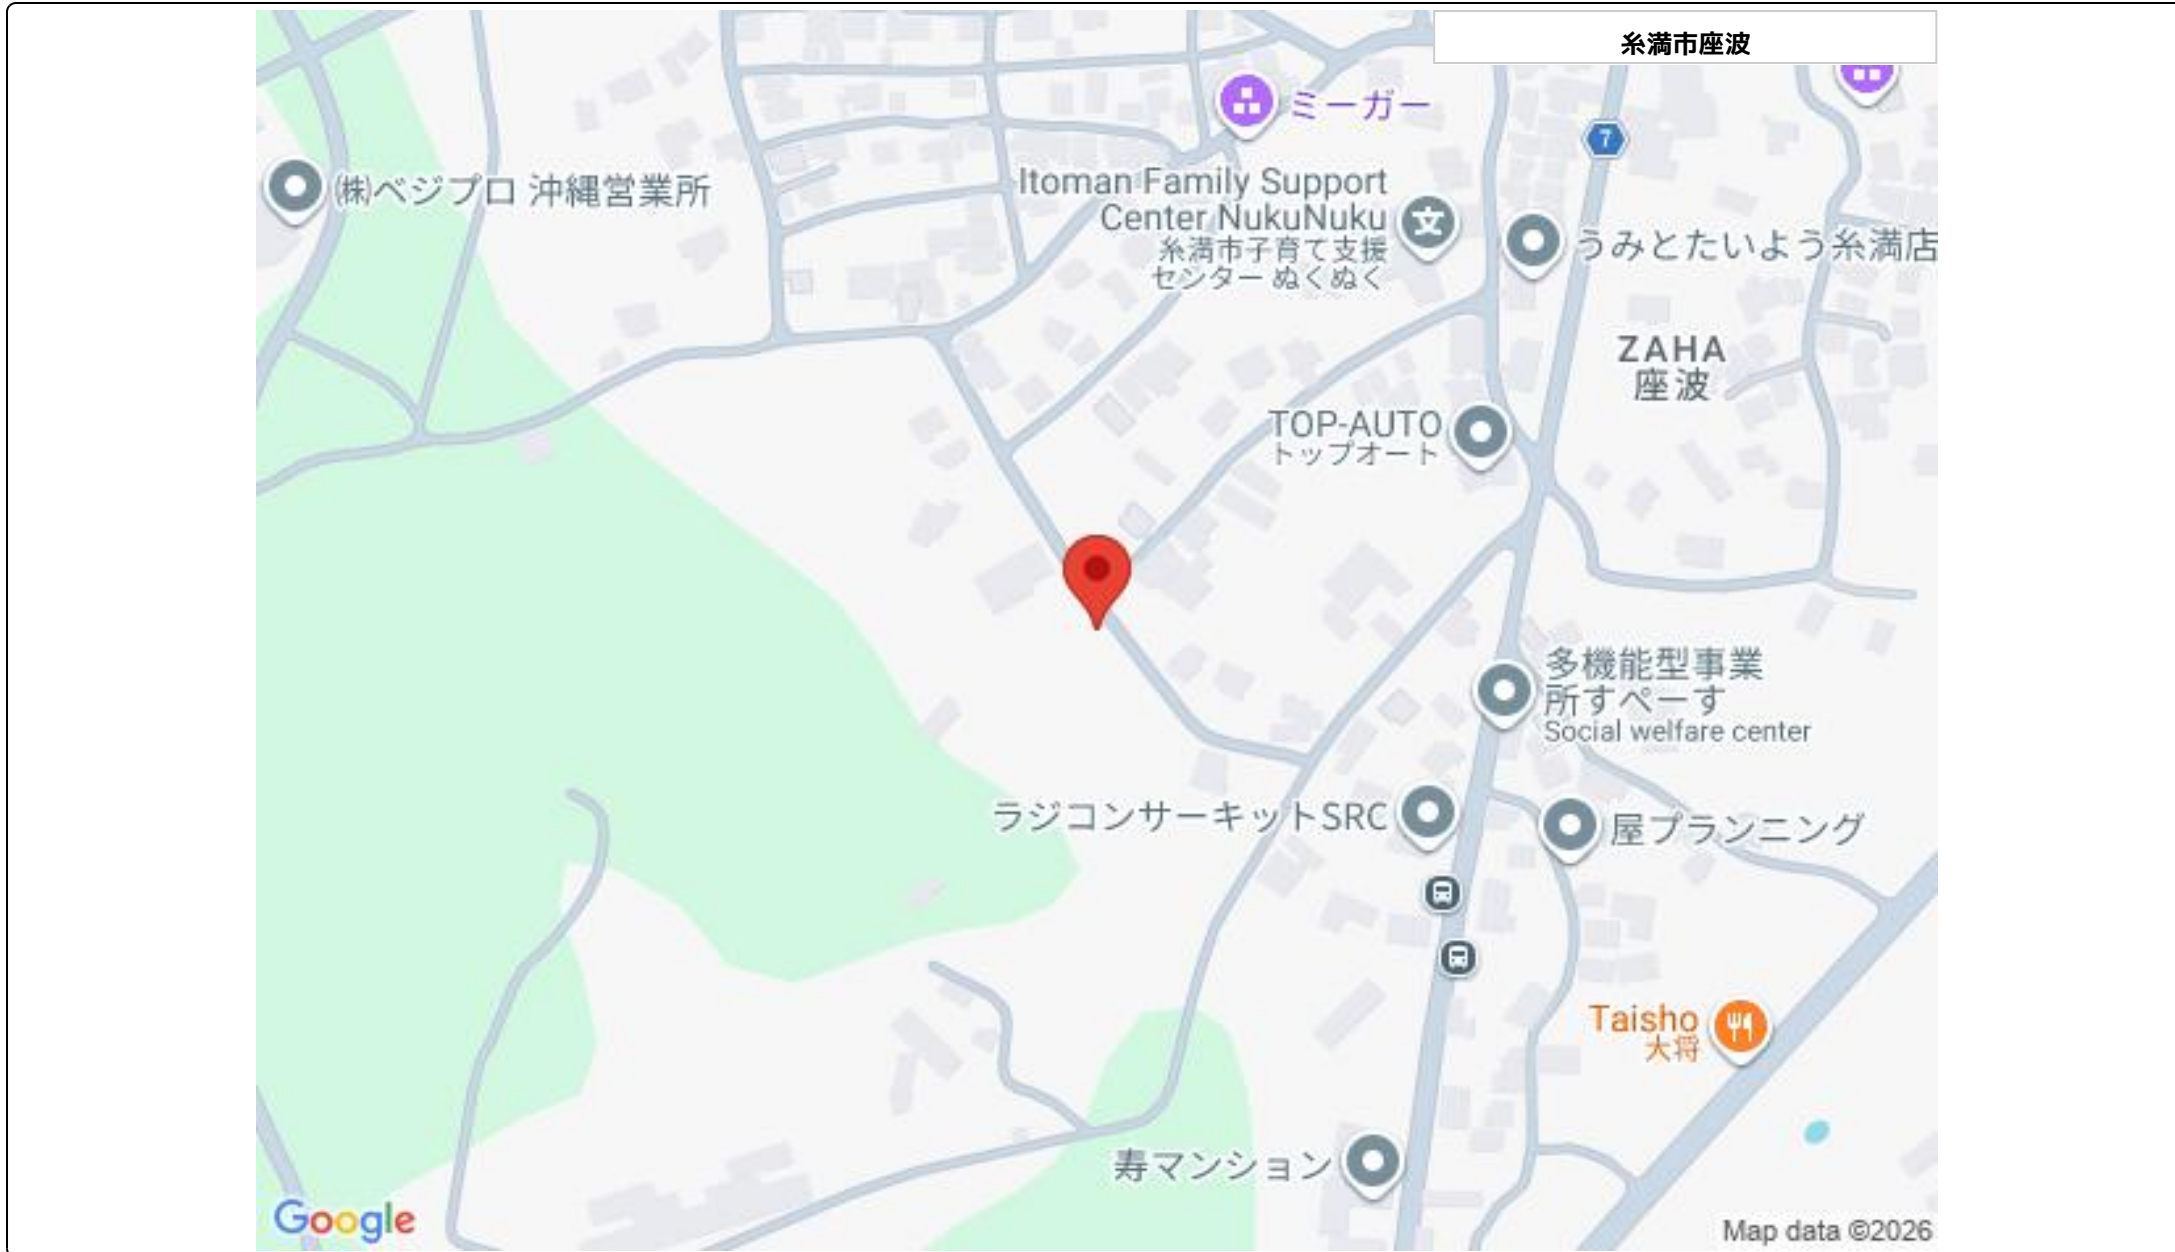 糸満市座波
ミーガー
7
㈱ベジプロ 沖縄営業所
Itoman Family Support
Center NukuNuku
糸満市子育て支援
センター ぬくぬく
文
うみとたいよう糸満店
ZAHA
座波
TOP-AUTO
トップオート
多機能型事業
所すぺーす
Social welfare center
ラジコンサーキットSRC
屋プランニング
Taisho
大将
寿マンション
Google
Map data ©2026